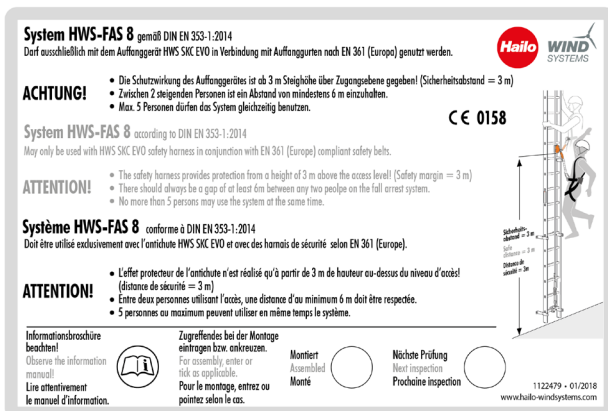 System HWS-FAS 8 gemäß DIN EN 353-1:2014
Darf ausschließlich mit dem Auffanggerät HWS SKC EVO in Verbindung mit Auffanggurten nach EN 361 (Europa) genutzt werden.
Hailo WIND SYSTEMS
ACHTUNG!
• Die Schutzwirkung des Auffanggerätes ist ab 3 m Steighöhe über Zugangsebene gegeben! (Sicherheitsabstand = 3 m)
• Zwischen 2 steigenden Personen ist ein Abstand von mindestens 6 m einzuhalten.
• Max. 5 Personen dürfen das System gleichzeitig benutzen.
CE 0158
System HWS-FAS 8 according to DIN EN 353-1:2014
May only be used with HWS SKC EVO safety harness in conjunction with EN 361 (Europe) compliant safety belts.
ATTENTION!
• The safety harness provides protection from a height of 3 m above the access level! (Safety margin = 3 m)
• There should always be a gap of at least 6m between any two peolpe on the fall arrest system.
• No more than 5 persons may use the system at the same time.
Système HWS-FAS 8 conforme à DIN EN 353-1:2014
Doit être utilisé exclusivement avec l'antichute HWS SKC EVO et avec des harnais de sécurité selon EN 361 (Europe).
ATTENTION!
• L'effet protecteur de l'antichute n'est réalisé qu'à partir de 3 m de hauteur au-dessus du niveau d'accès!
(distance de sécurité = 3 m)
• Entre deux personnes utilisant l'accès, une distance d'au minimum 6 m doit être respectée.
• 5 personnes au maximum peuvent utiliser en même temps le système.
Sicherheits-
abstand = 3 m
Safe
distance = 3 m
Distance de
sécurité = 3m
Informationsbroschüre
beachten!
Observe the information
manual!
Lire attentivement
le manuel d'information.
Zugreffendes bei der Montage
eintragen bzw. ankreuzen.
For assembly, enter or
tick as applicable.
Pour le montage, entrez ou
pointez selon le cas.
Montiert
Assembled
Monté
Nächste Prüfung
Next inspection
Prochaine inspection
1122479 • 01/2018
www.hailo-windsystems.com